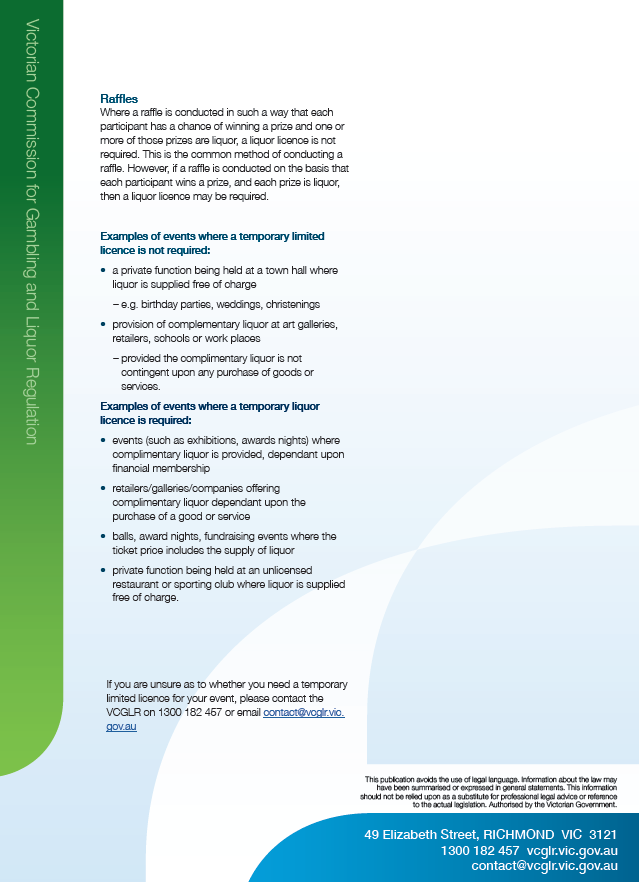 Victorian Commission for Gambling and Liquor Regulation
Raffles
Where a raffle is conducted in such a way that each
participant has a chance of winning a prize and one or
more of those prizes are liquor, a liquor licence is not
required. This is the common method of conducting a
raffle. However, if a raffle is conducted on the basis that
each participant wins a prize, and each prize is liquor,
then a liquor licence may be required.
Examples of events where a temporary limited
licence is not required:
• a private function being held at a town hall where
liquor is supplied free of charge
– e.g. birthday parties, weddings, christenings
• provision of complementary liquor at art galleries,
retailers, schools or work places
– provided the complimentary liquor is not
contingent upon any purchase of goods or
services.
Examples of events where a temporary liquor
licence is required:
• events (such as exhibitions, awards nights) where
complimentary liquor is provided, dependant upon
financial membership
• retailers/galleries/companies offering
complimentary liquor dependant upon the
purchase of a good or service
• balls, award nights, fundraising events where the
ticket price includes the supply of liquor
• private function being held at an unlicensed
restaurant or sporting club where liquor is supplied
free of charge.
If you are unsure as to whether you need a temporary
limited licence for your event, please contact the
VCGLR on 1300 182 457 or email contact@vcglr.vic.
gov.au
This publication avoids the use of legal language. Information about the law may
have been summarised or expressed in general statements. This information
should not be relied upon as a substitute for professional legal advice or reference
to the actual legislation. Authorised by the Victorian Government.
49 Elizabeth Street, RICHMOND VIC 3121
1300 182 457 vcglr.vic.gov.au
contact@vcglr.vic.gov.au